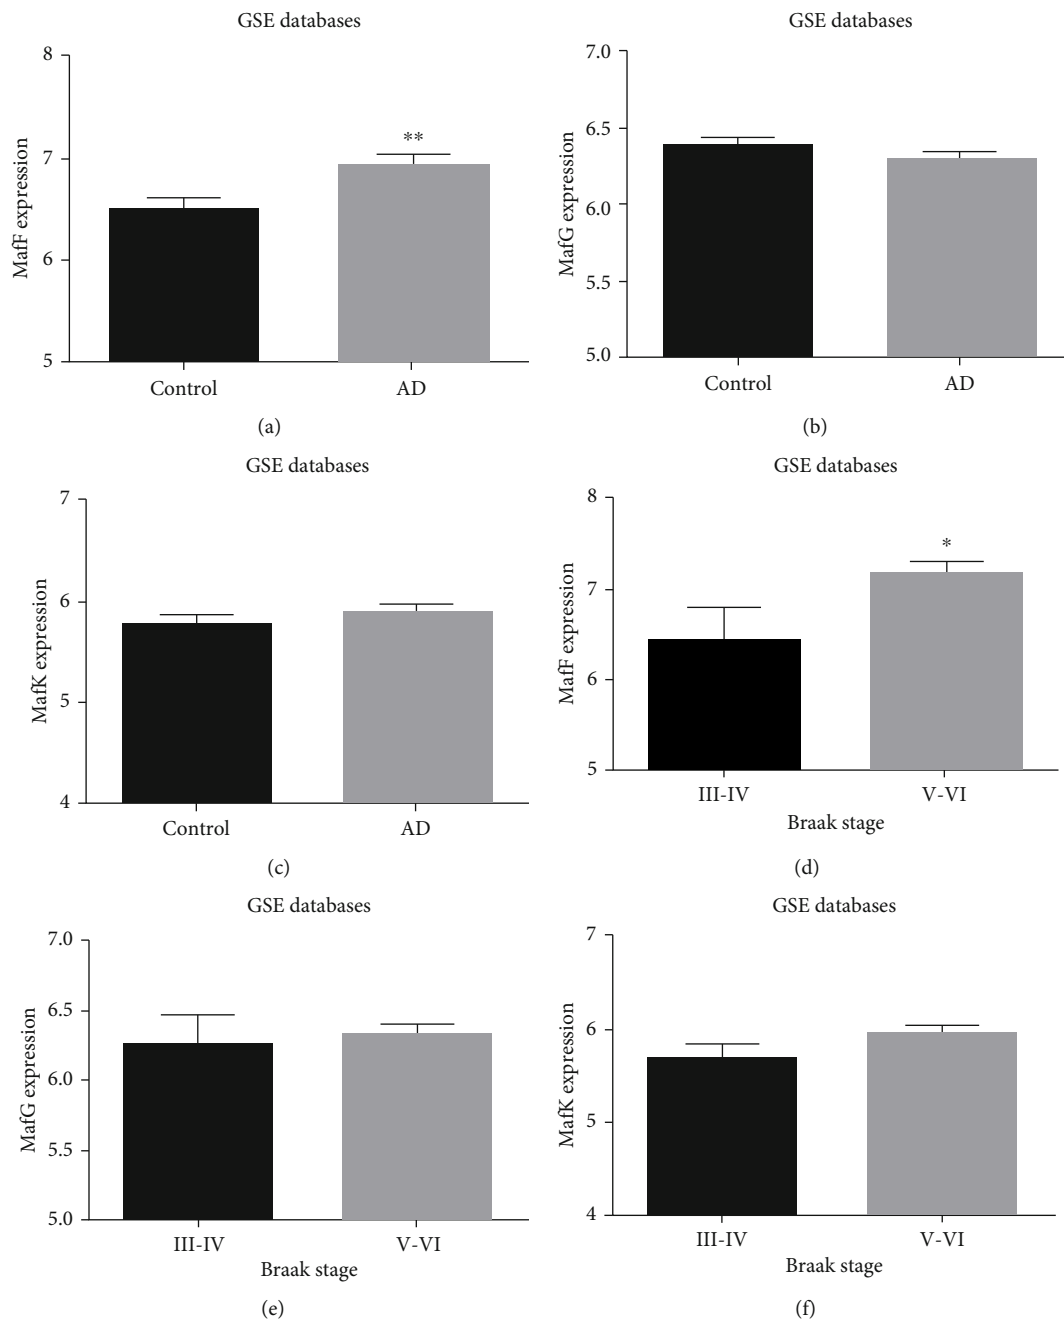 GSE databases
8
7
6
5
MafF expression
**
Control AD
(a)
GSE databases
7.0
6.5
6.0
5.5
5.0
MafG expression
Control AD
(b)
GSE databases
7
6
5
4
MafK expression
Control AD
(c)
GSE databases
8
7
6
5
MafF expression
*
III-IV V-VI
Braak stage
(d)
GSE databases
7.0
6.5
6.0
5.5
5.0
MafG expression
III-IV V-VI
Braak stage
(e)
GSE databases
7
6
5
4
MafK expression
III-IV V-VI
Braak stage
(f)